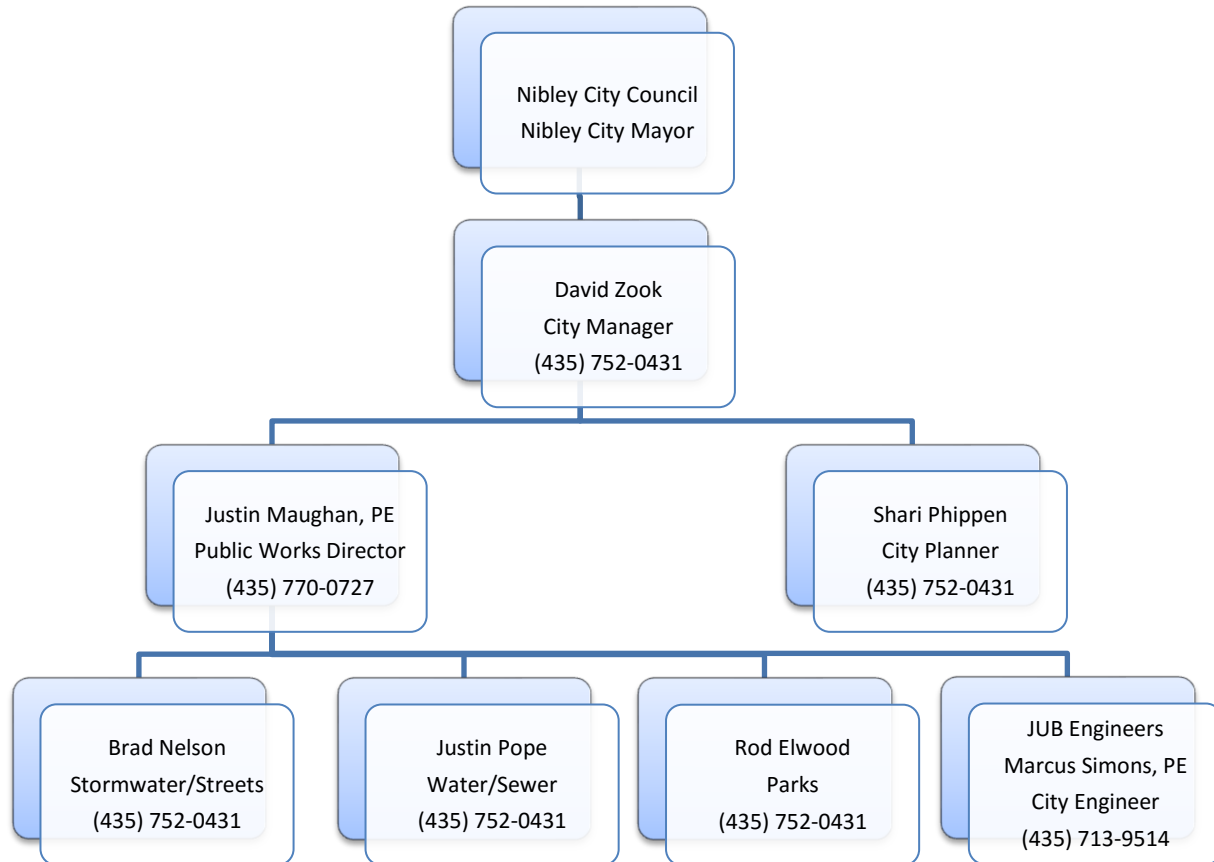 Nibley City Council
Nibley City Mayor
David Zook
City Manager
(435) 752-0431
Justin Maughan, PE
Public Works Director
(435) 770-0727
Shari Phippen
City Planner
(435) 752-0431
Brad Nelson
Stormwater/Streets
(435) 752-0431
Justin Pope
Water/Sewer
(435) 752-0431
Rod Elwood
Parks
(435) 752-0431
JUB Engineers
Marcus Simons, PE
City Engineer
(435) 713-9514